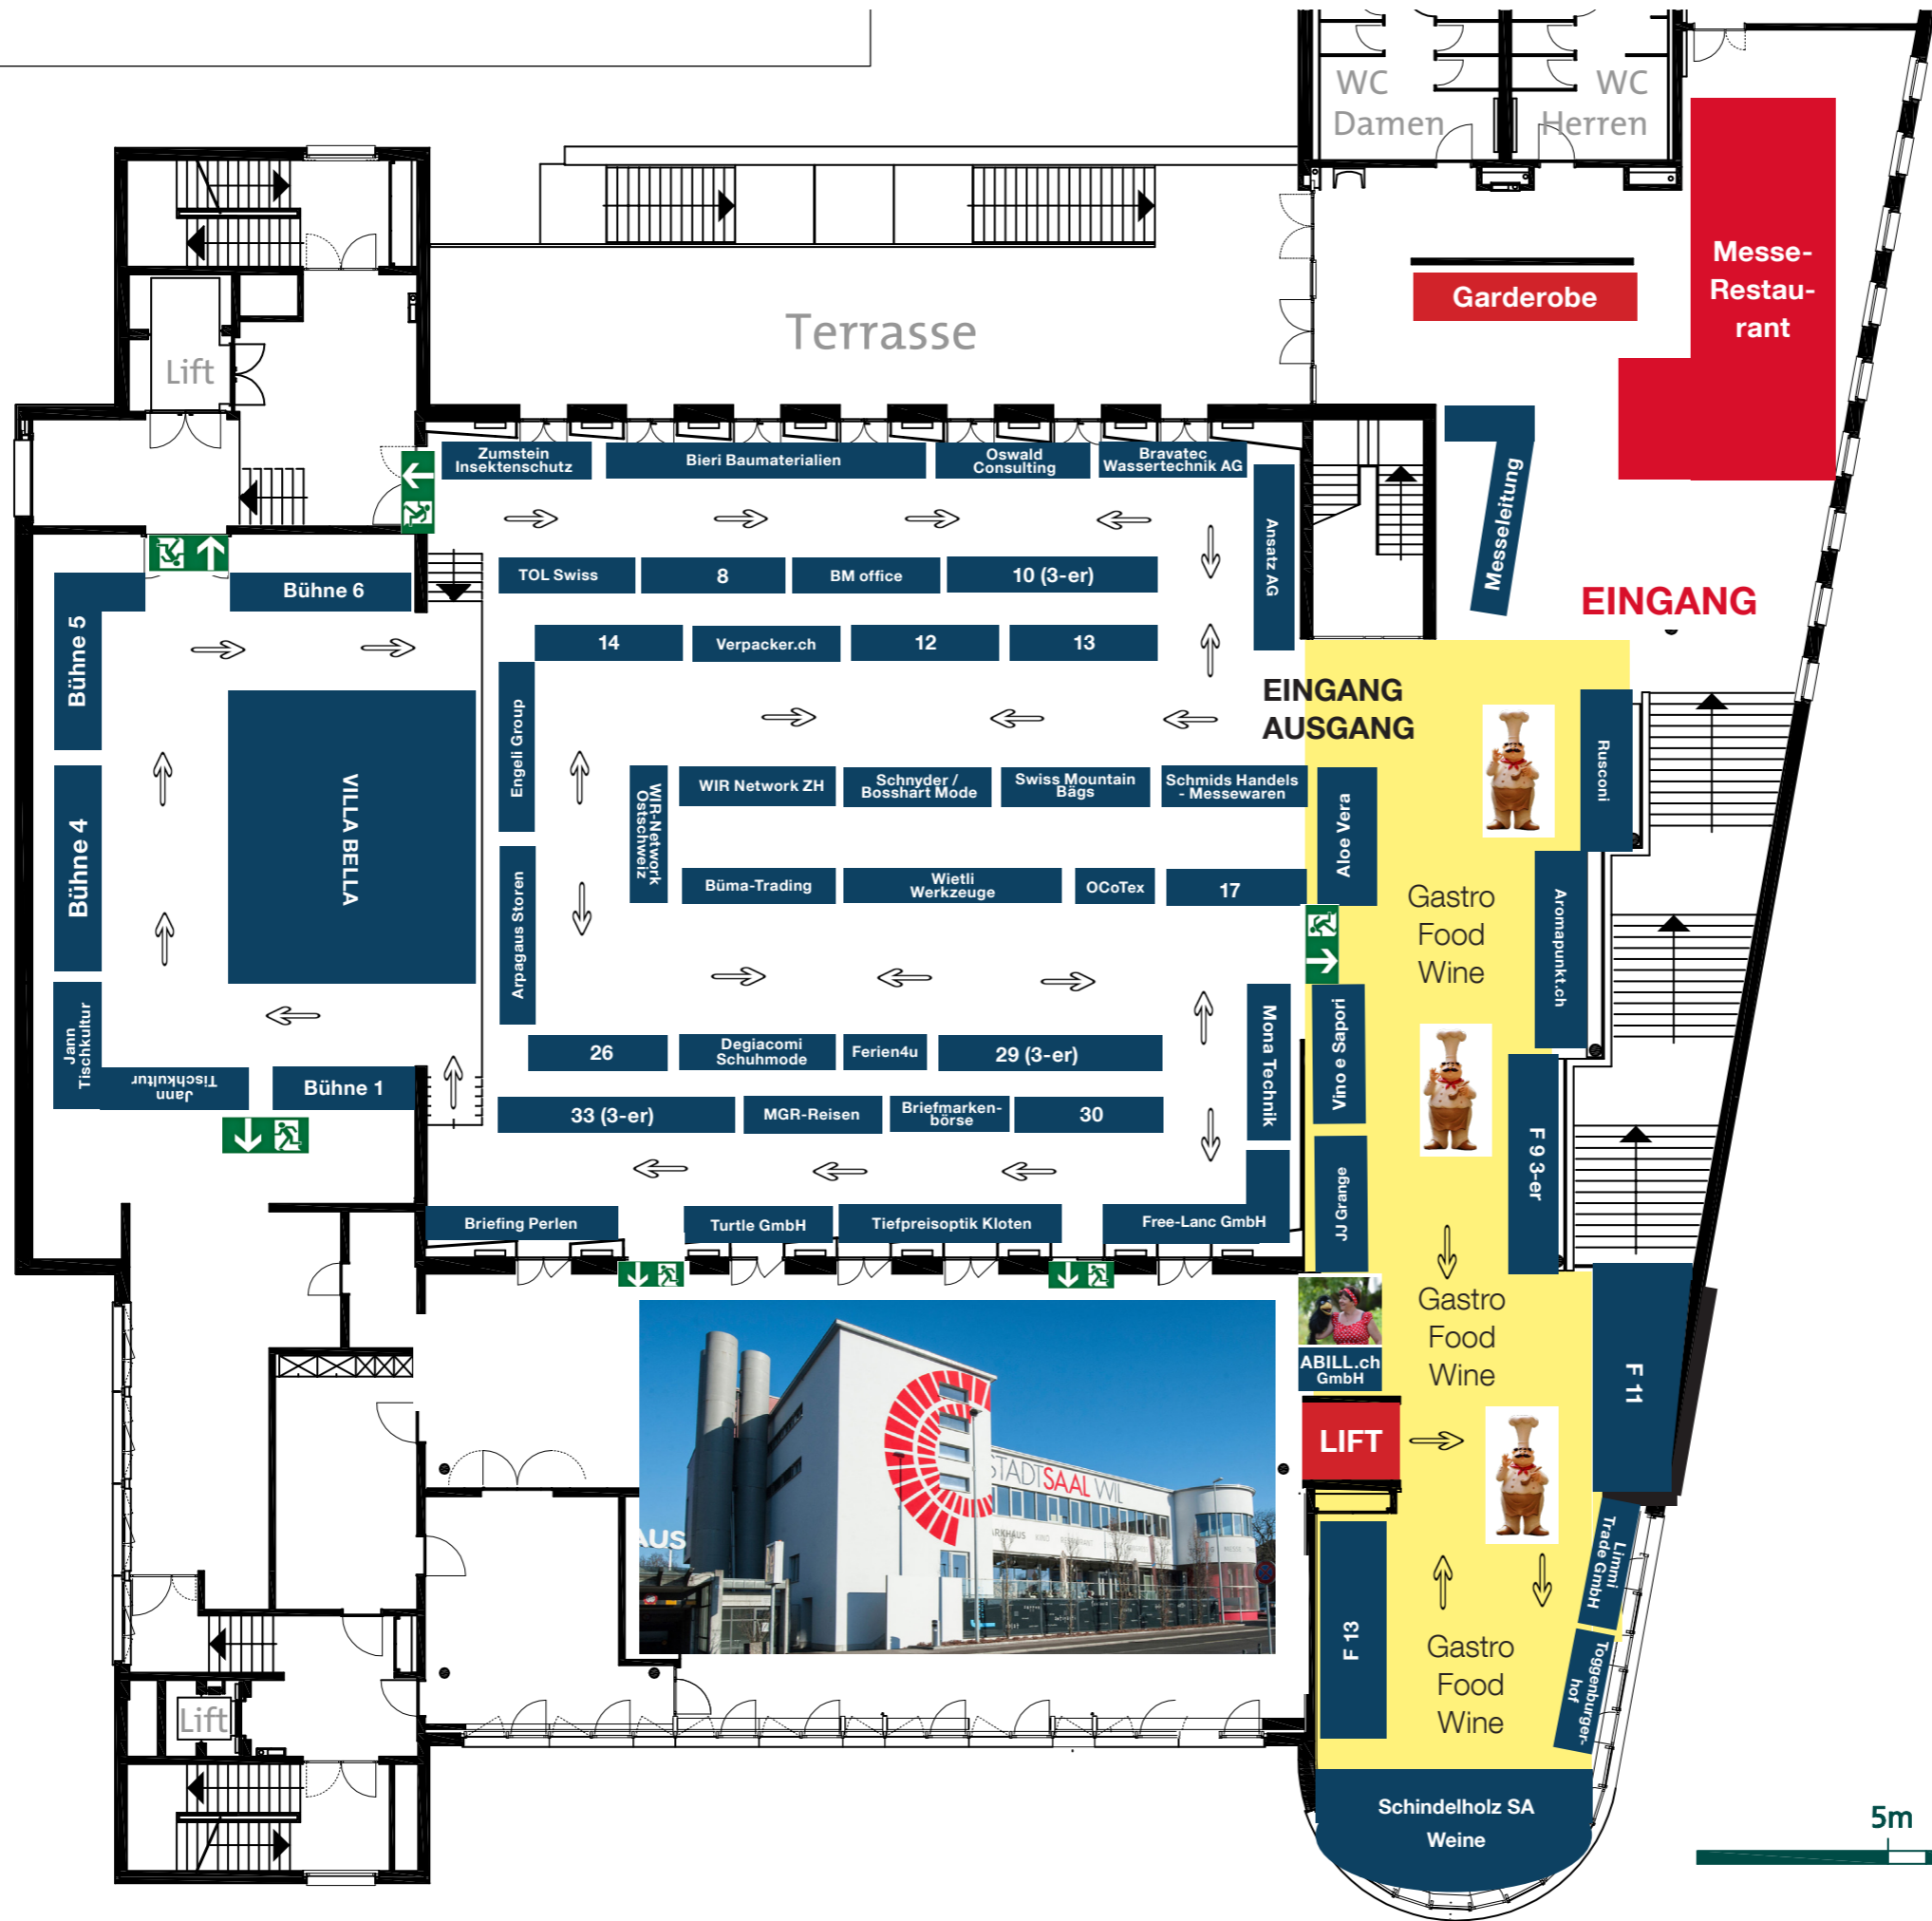 WC
Damen
WC
Herren
Messe-
Restau-
rant
Garderobe
Terrasse
Lift
Zumstein
Insektenschutz
Bieri Baumaterialien
Oswald
Consulting
Bravatec
Wassertechnik AG
Ansatz AG
Messeleitung
EINGANG
TOL Swiss
8
BM office
10 (3-er)
Bühne 5
Bühne 6
14
Verpacker.ch
12
13
EINGANG
AUSGANG
Engeli Group
Rusconi
VILLA BELLA
WIR-Network
Ostschweiz
WIR Network ZH
Schnyder /
Bosshart Mode
Swiss Mountain
Bägs
Schmids Handels
- Messewaren
Aloe Vera
Bühne 4
Arpagaus Storen
Büma-Trading
Wietli
Werkzeuge
OCoTex
17
Gastro
Food
Wine
Aromapunkt.ch
Jann
Tischkultur
Jann
Tischkultur
Bühne 1
26
Degiacomi
Schuhmode
Ferien4u
29 (3-er)
Mona Technik
Vino e Sapori
33 (3-er)
MGR-Reisen
Briefmarken-
börse
30
F 9 3-er
JJ Grange
Briefing Perlen
Turtle GmbH
Tiefpreisoptik Kloten
Free-Lanc GmbH
Gastro
Food
Wine
ABILL.ch
GmbH
F 11
LIFT
STADTSAAL WIL
PARKHAUS KINO
AUS
MESSE
Limmi
Trade GmbH
F 13
Gastro
Food
Wine
Toggenburger-
hof
Lift
Schindelholz SA
Weine
5m